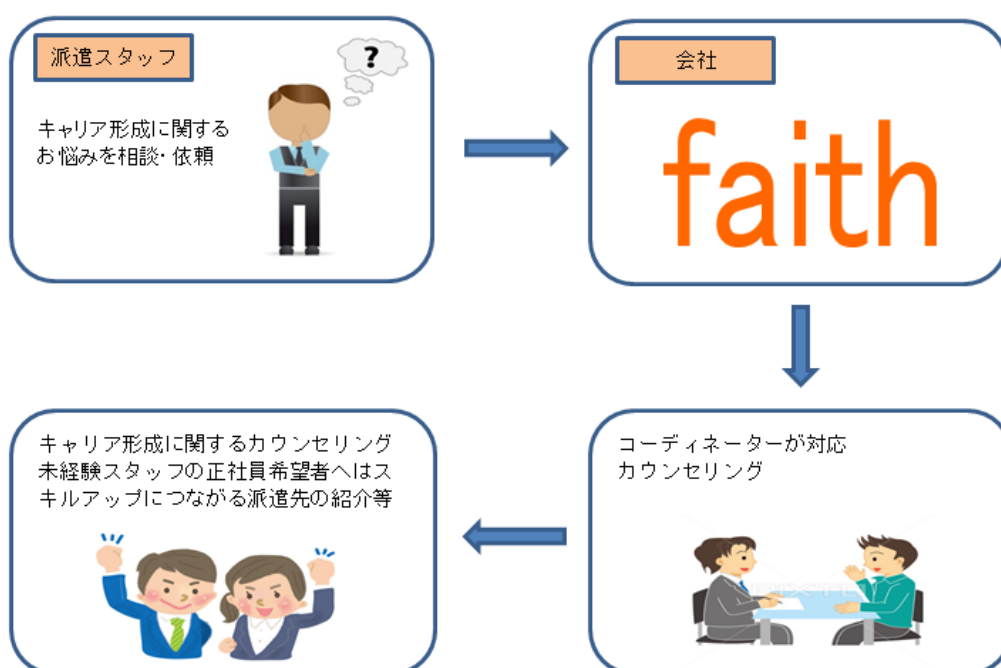 派遣スタッフ
?
キャリア形成に関する
お悩みを相談・依頼
会社
faith
コーディネーターが対応
カウンセリング
キャリア形成に関するカウンセリング
未経験スタッフの正社員希望者へはス
キルアップにつながる派遣先の紹介等